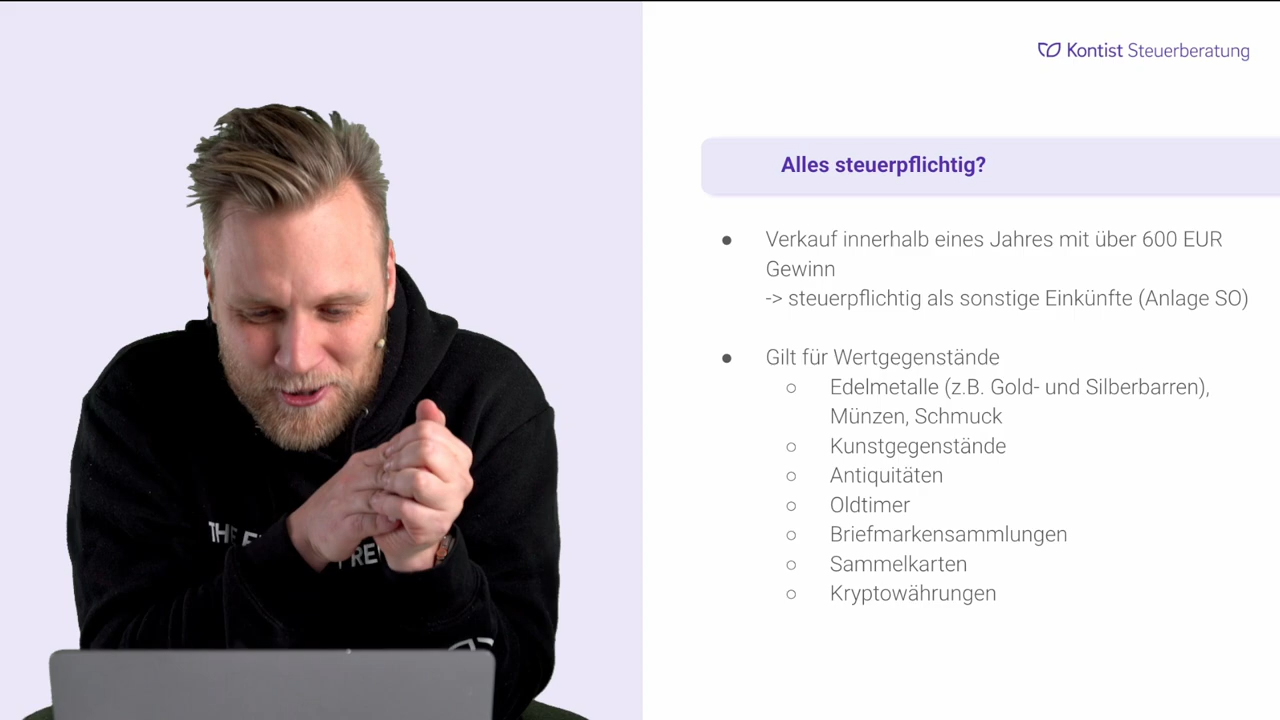 Kontist Steuerberatung
Alles steuerpflichtig?
● Verkauf innerhalb eines Jahres mit über 600 EUR
Gewinn
-> steuerpflichtig als sonstige Einkünfte (Anlage SO)
● Gilt für Wertgegenstände
○ Edelmetalle (z.B. Gold- und Silberbarren),
Münzen, Schmuck
○ Kunstgegenstände
○ Antiquitäten
○ Oldtimer
○ Briefmarkensammlungen
○ Sammelkarten
○ Kryptowährungen
THE